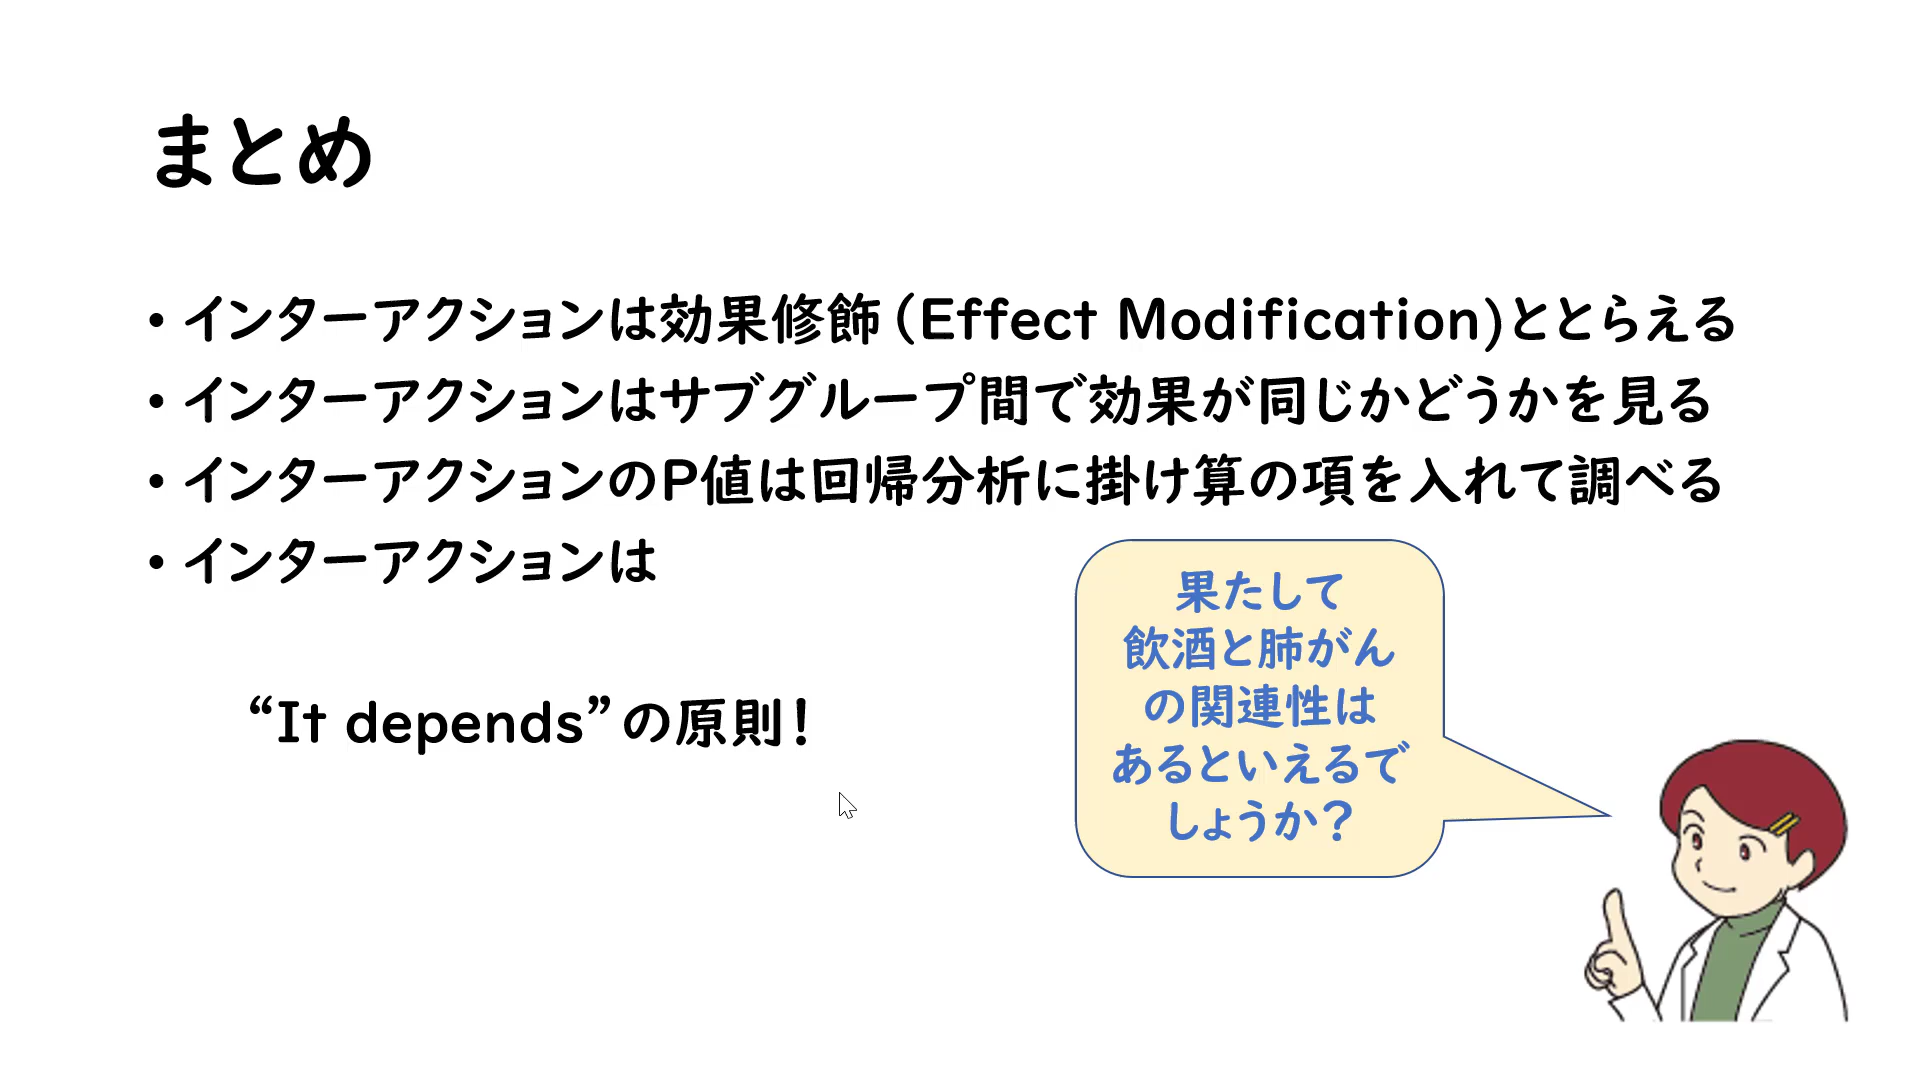 まとめ
• インターアクションは効果修飾(Effect Modification)ととらえる
• インターアクションはサブグループ間で効果が同じかどうかを見る
• インターアクションのP値は回帰分析に掛け算の項を入れて調べる
• インターアクションは
“It depends”の原則!
果たして
飲酒と肺がん
の関連性は
あるといえるで
しょうか?